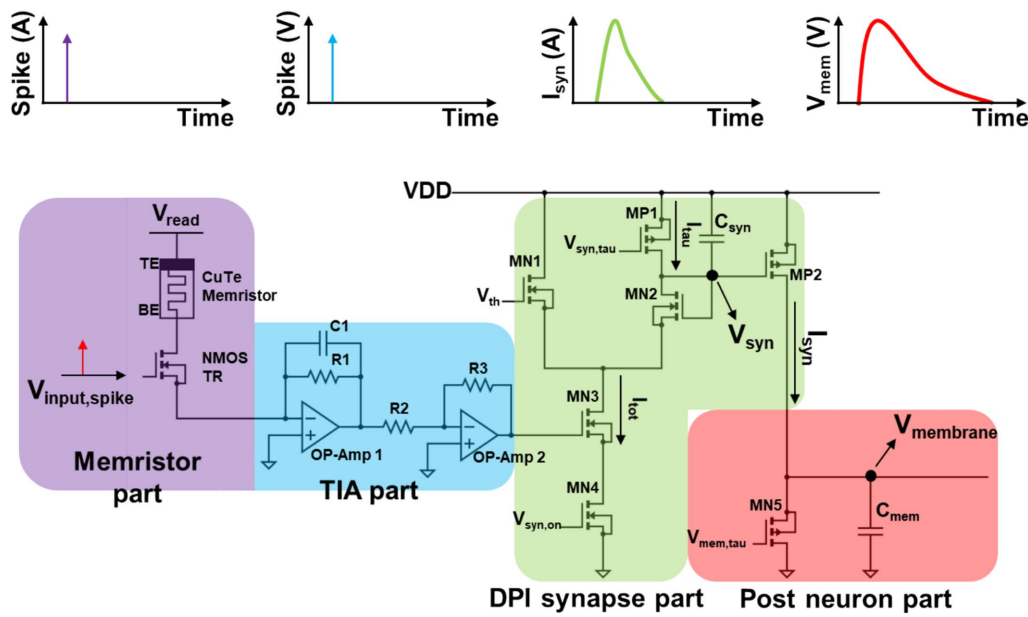 Spike (A)
Time
Spike (V)
Time
Isyn (A)
Time
Vmem (V)
Time
VDD
Vread
TE
CuTe
Memristor
BE
NMOS
TR
Vinput,spike
Memristor
part
C1
R1
R2
R3
OP-Amp 1
OP-Amp 2
TIA part
MP1
Itau
Csyn
Vsyn,tau
MN1
MN2
MP2
Vth
Vsyn
Isyn
MN3
Itot
MN4
Vsyn,on
DPI synapse part
Vmembrane
MN5
Cmem
Vmem,tau
Post neuron part